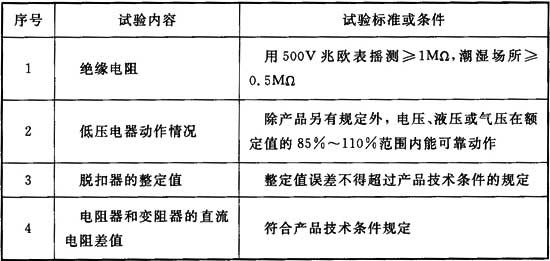 序号
试验内容
试验标准或条件
1
绝缘电阻
用500V兆欧表摇测≥1MΩ,潮湿场所≥
0.5MΩ
2
低压电器动作情况
除产品另有规定外，电压、液压或气压在额
定值的85%～110%范围内能可靠动作
3
脱扣器的整定值
整定值误差不得超过产品技术条件的规定
4
电阻器和变阻器的直流
电阻差值
符合产品技术条件规定